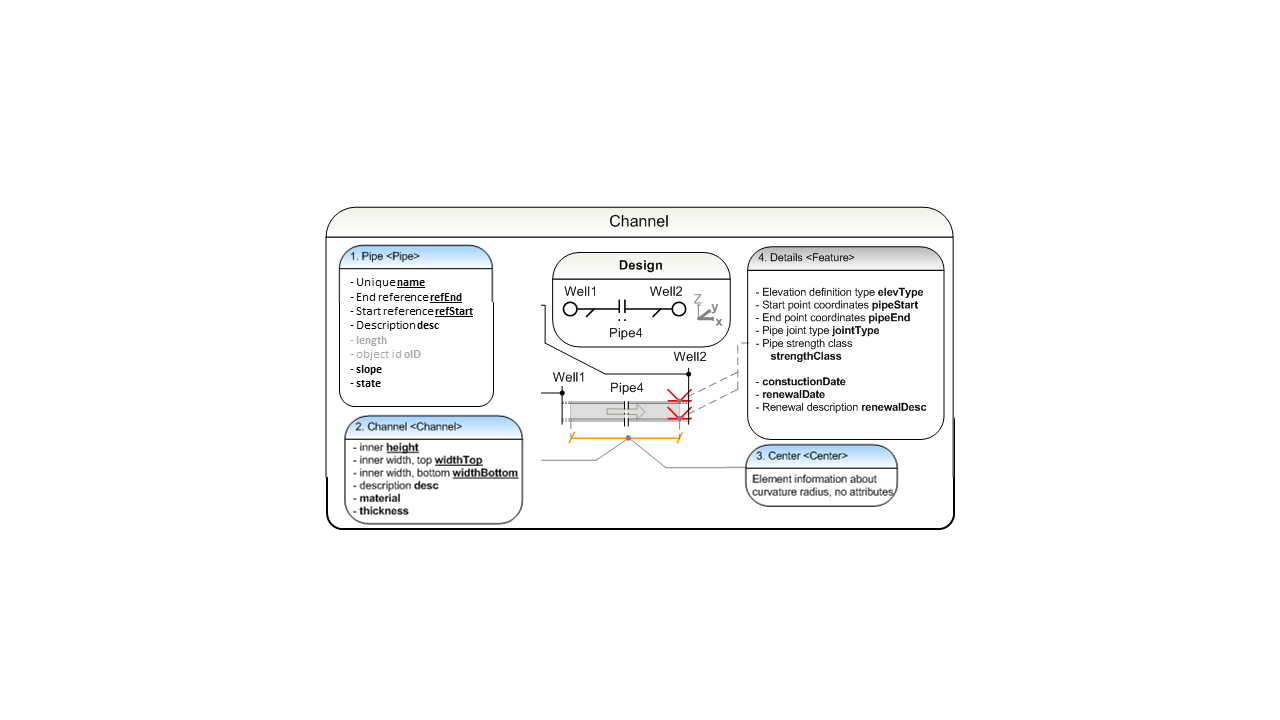 Channel
1. Pipe <Pipe>
- Unique name
- End reference refEnd
- Start reference refStart
- Description desc
- length
- object id oID
- slope
- state
2. Channel <Channel>
- inner height
- inner width, top widthTop
- inner width, bottom widthBottom
- description desc
- material
- thickness
Design
Well1 Well2
Pipe4
Z
y
x
Well2
Well1
Pipe4
4. Details <Feature>
- Elevation definition type elevType
- Start point coordinates pipeStart
- End point coordinates pipeEnd
- Pipe joint type jointType
- Pipe strength class
strengthClass
- constuctionDate
- renewalDate
- Renewal description renewalDesc
3. Center <Center>
Element information about
curvature radius, no attributes